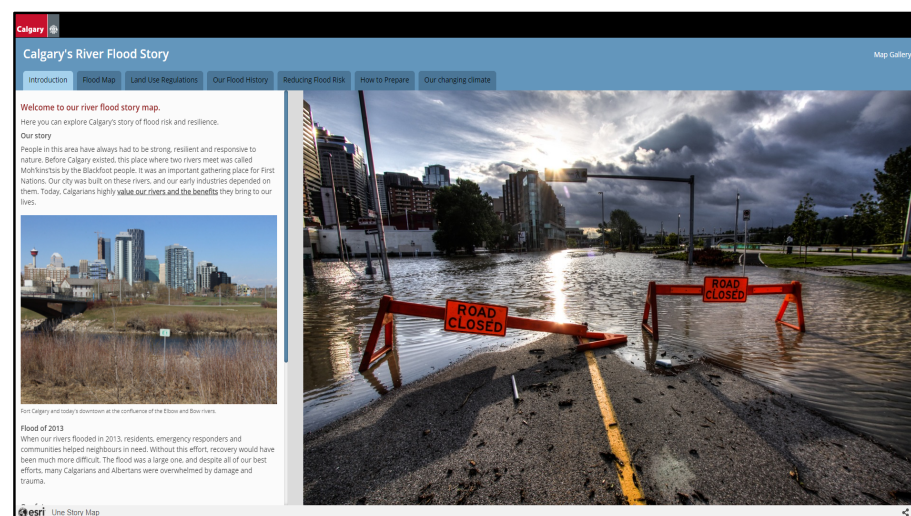 Calgary
Calgary's River Flood Story
Map Gallery
Introduction
Flood Map
Land Use Regulations
Our Flood History
Reducing Flood Risk
How to Prepare
Our changing climate
Welcome to our river flood story map.
Here you can explore Calgary's story of flood risk and resilience.
Our story
People in this area have always had to be strong, resilient and responsive to
nature. Before Calgary existed, this place where two rivers meet was called
Moh'kins'tsis by the Blackfoot people. It was an important gathering place for First
Nations. Our city was built on these rivers, and our early industries depended on
them. Today, Calgarians highly value our rivers and the benefits they bring to our
lives.
Fort Calgary and today's downtown at the confluence of the Elbow and Bow rivers.
Flood of 2013
When our rivers flooded in 2013, residents, emergency responders and
communities helped neighbours in need. Without this effort, recovery would have
been much more difficult. The flood was a large one, and despite all of our best
efforts, many Calgarians and Albertans were overwhelmed by damage and
trauma.
ROAD
CLOSED
ROAD
CLOSED
esri
Une Story Map